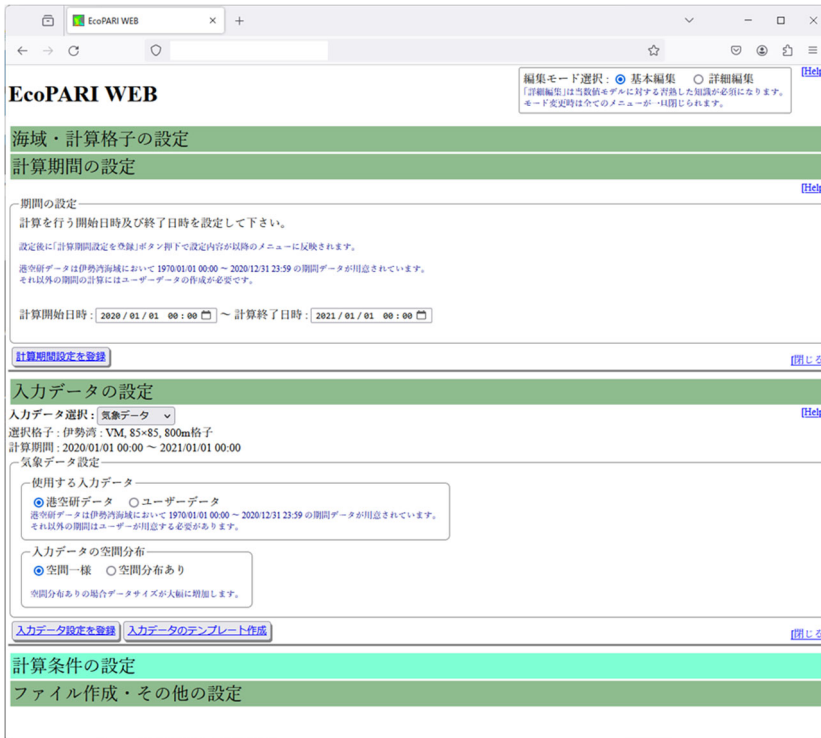 EcoPARI WEB
編集モード選択 : 基本編集 詳細編集
[Help
「詳細編集」は当数値モデルに対する習熟した知識が必須になります。
モード変更時は全てのメニューが一旦閉じられます。
EcoPARI WEB
海域・計算格子の設定
計算期間の設定
[Help
期間の設定
計算を行う開始日時及び終了日時を設定して下さい。
設定後に「計算期間設定を登録」ボタン押下で設定内容が以降のメニューに反映されます。
港空研データは伊勢湾海域において 1970/01/01 00:00 ~ 2020/12/31 23:59 の期間データが用意されています。
それ以外の期間の計算にはユーザーデータの作成が必要です。
計算開始日時 : 2020/01/01 00:00 ~ 計算終了日時 : 2021/01/01 00:00
計算期間設定を登録
[閉じる
入力データの設定
入力データ選択 : 気象データ
[Help
選択格子 : 伊勢湾 : VM, 85×85, 800m格子
計算期間 : 2020/01/01 00:00 ~ 2021/01/01 00:00
気象データ設定
使用する入力データ
港空研データ ユーザーデータ
港空研データは伊勢湾海域において 1970/01/01 00:00 ~ 2020/12/31 23:59 の期間データが用意されています。
それ以外の期間はユーザーが用意する必要があります。
入力データの空間分布
空間一様 空間分布あり
空間分布ありの場合データサイズが大幅に増加します。
入力データ設定を登録 入力データのテンプレート作成
[閉じる
計算条件の設定
ファイル作成・その他の設定